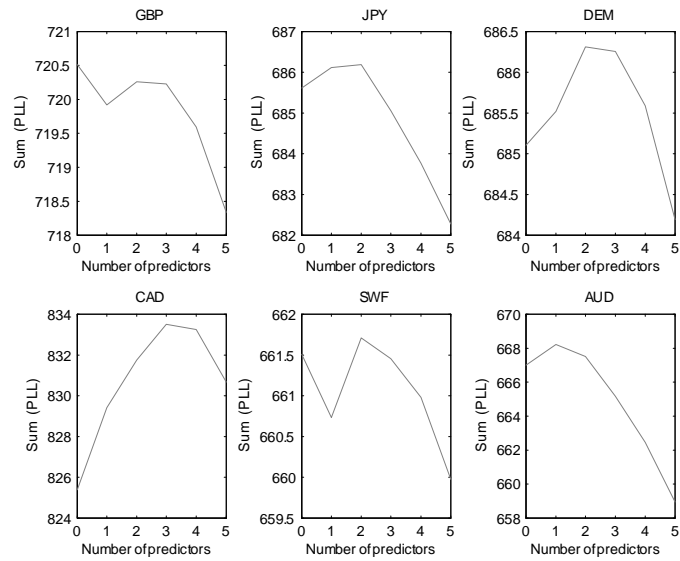 GBP
721
720.5
720
719.5
719
718.5
718
Sum (PLL)
0 1 2 3 4 5
Number of predictors
JPY
687
686
685
684
683
682
Sum (PLL)
0 1 2 3 4 5
Number of predictors
DEM
686.5
686
685.5
685
684.5
684
Sum (PLL)
0 1 2 3 4 5
Number of predictors
CAD
834
832
830
828
826
824
Sum (PLL)
0 1 2 3 4 5
Number of predictors
SWF
662
661.5
661
660.5
660
659.5
Sum (PLL)
0 1 2 3 4 5
Number of predictors
AUD
670
668
666
664
662
660
658
Sum (PLL)
0 1 2 3 4 5
Number of predictors